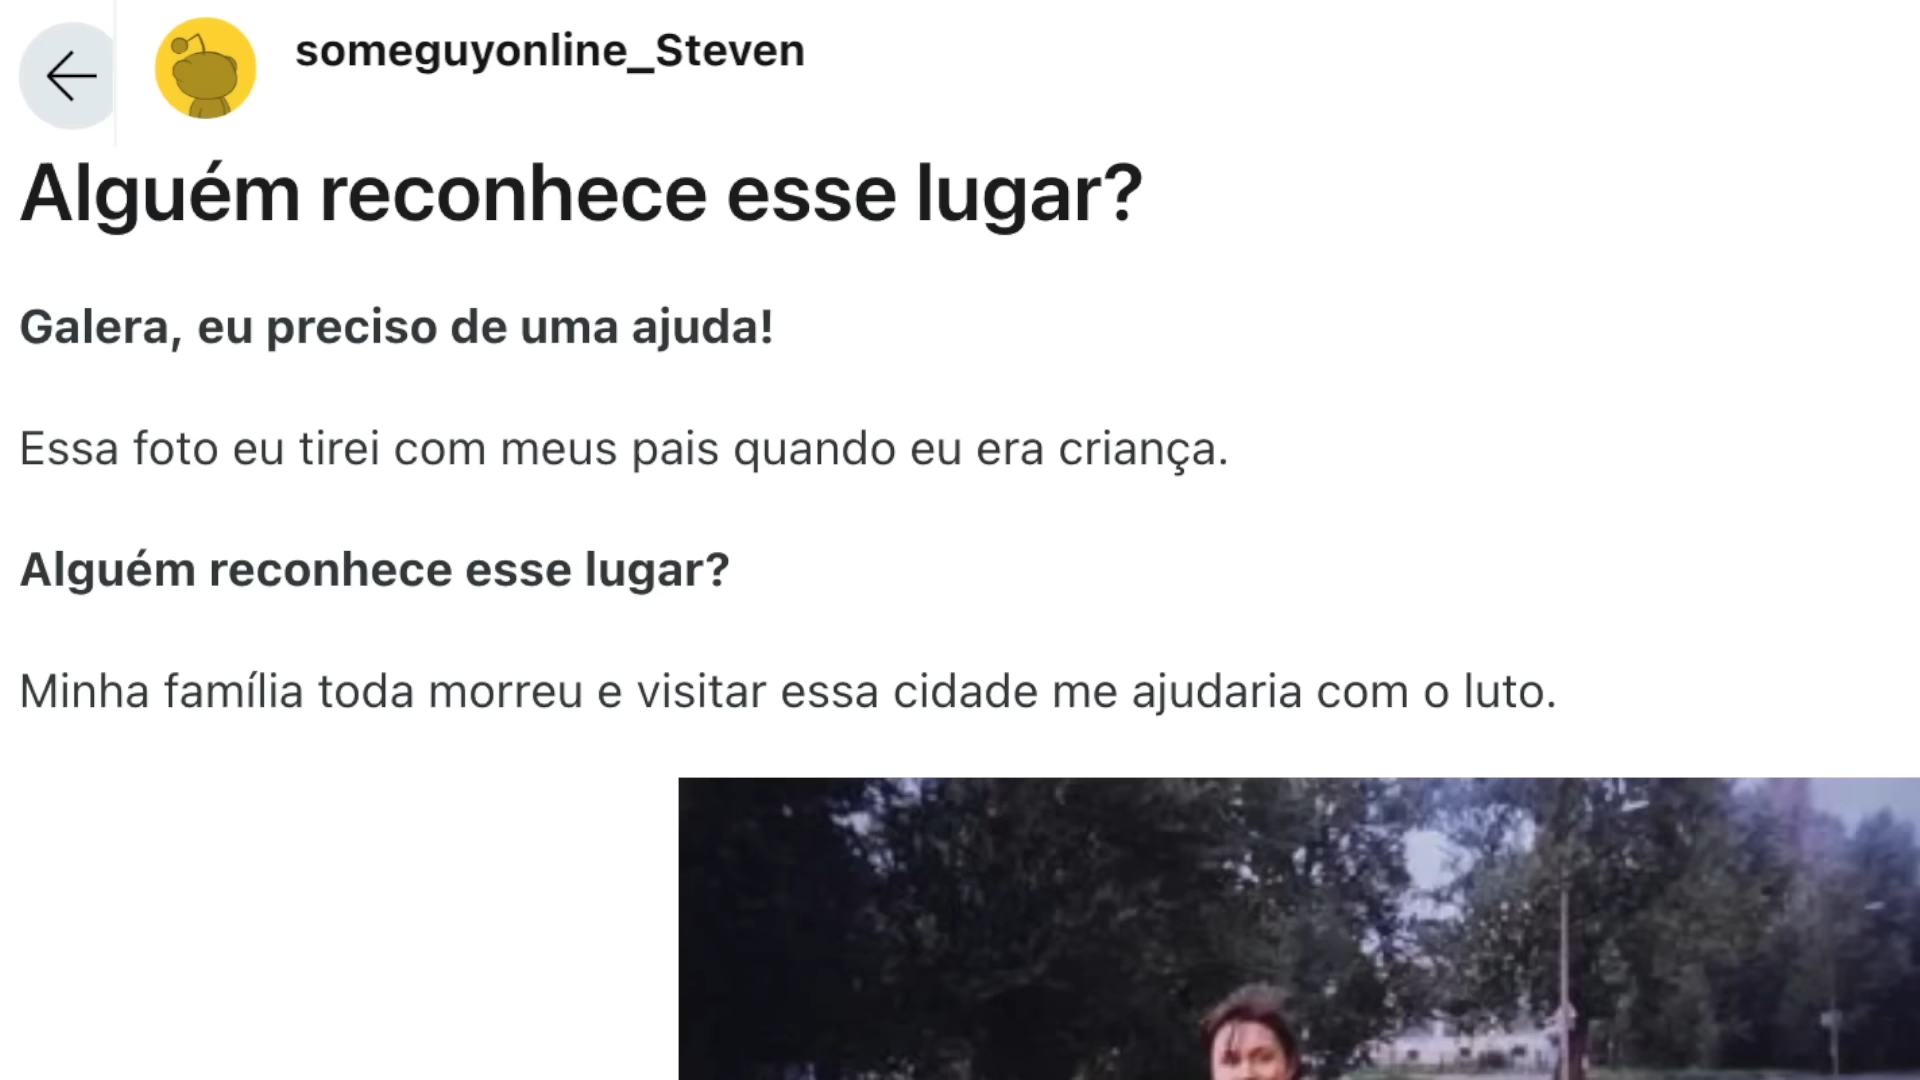 someguyonline_Steven
Alguém reconhece esse lugar?
Galera, eu preciso de uma ajuda!
Essa foto eu tirei com meus pais quando eu era criança.
Alguém reconhece esse lugar?
Minha família toda morreu e visitar essa cidade me ajudaria com o luto.